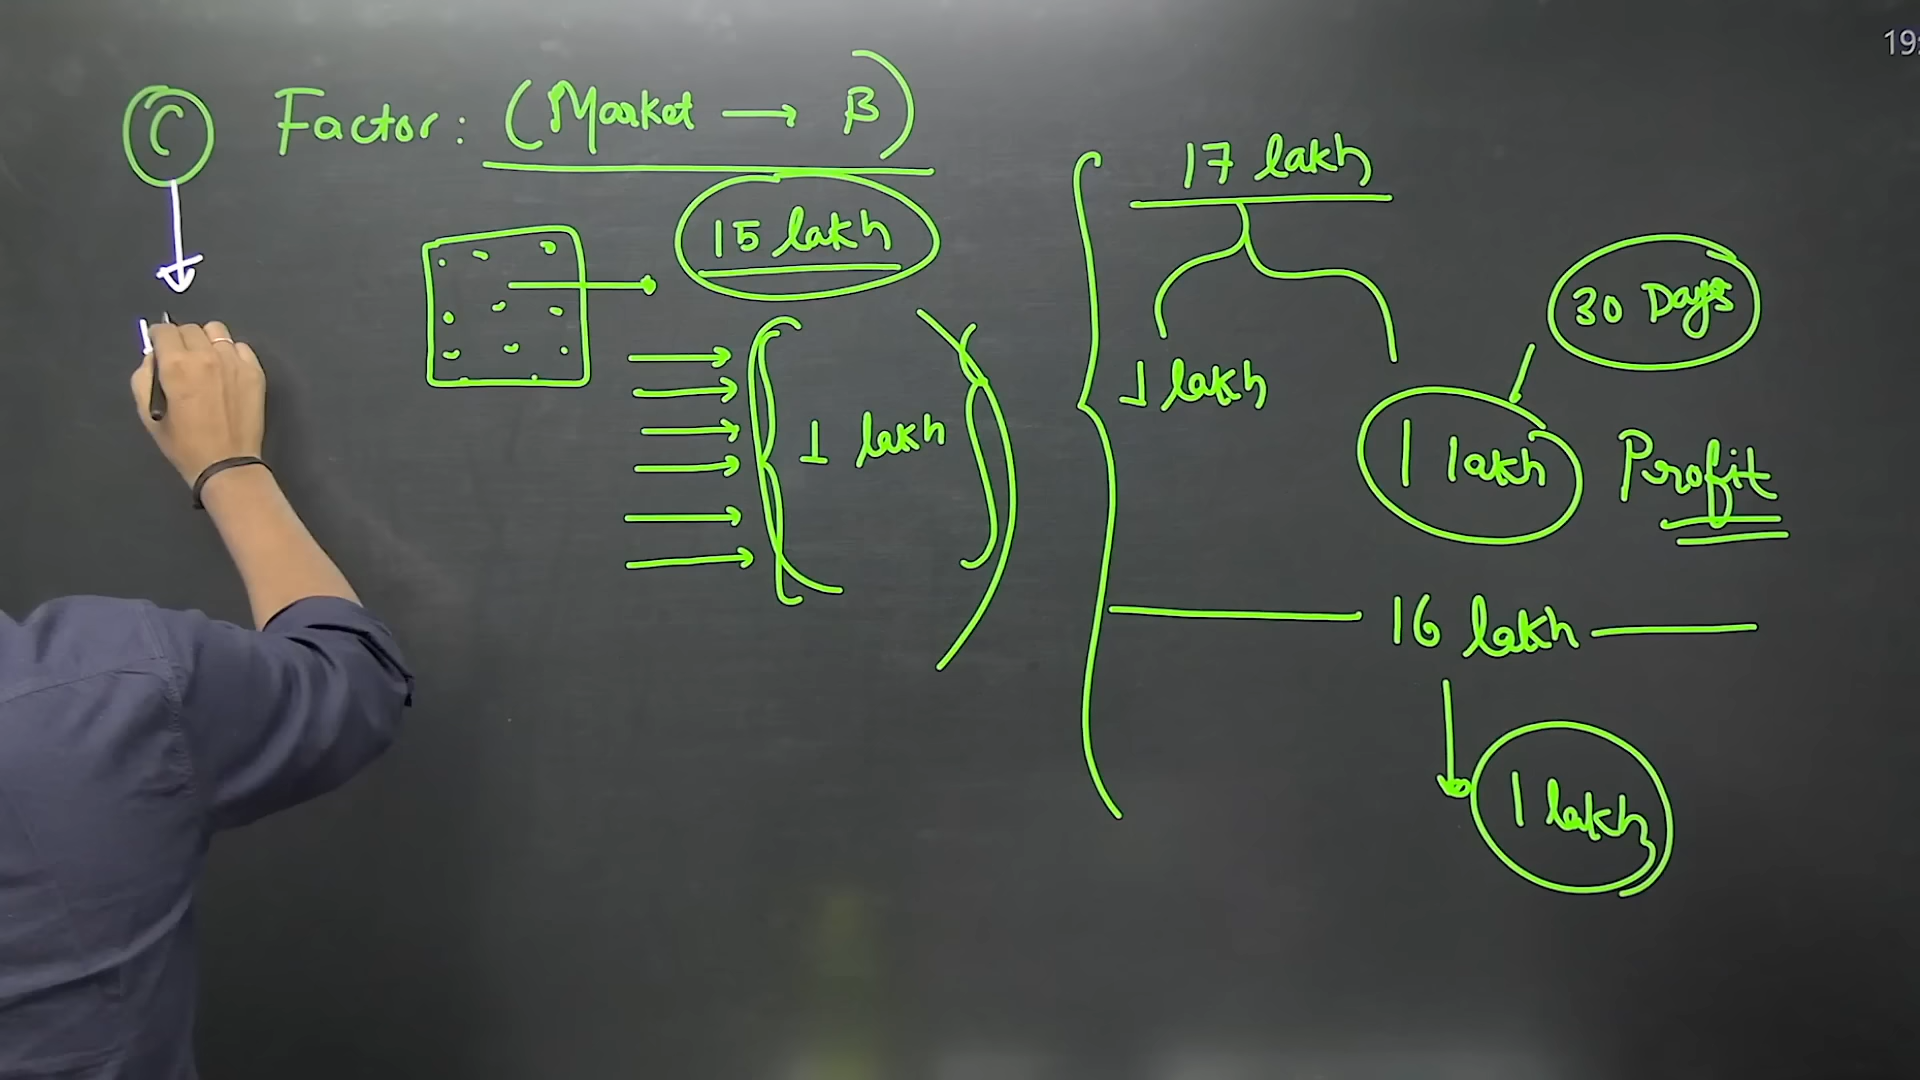 C Factor: (Market → β)
15 lakh
1 lakh
17 lakh
1 lakh
30 Days
1 lakh Profit
16 lakh
1 lakh